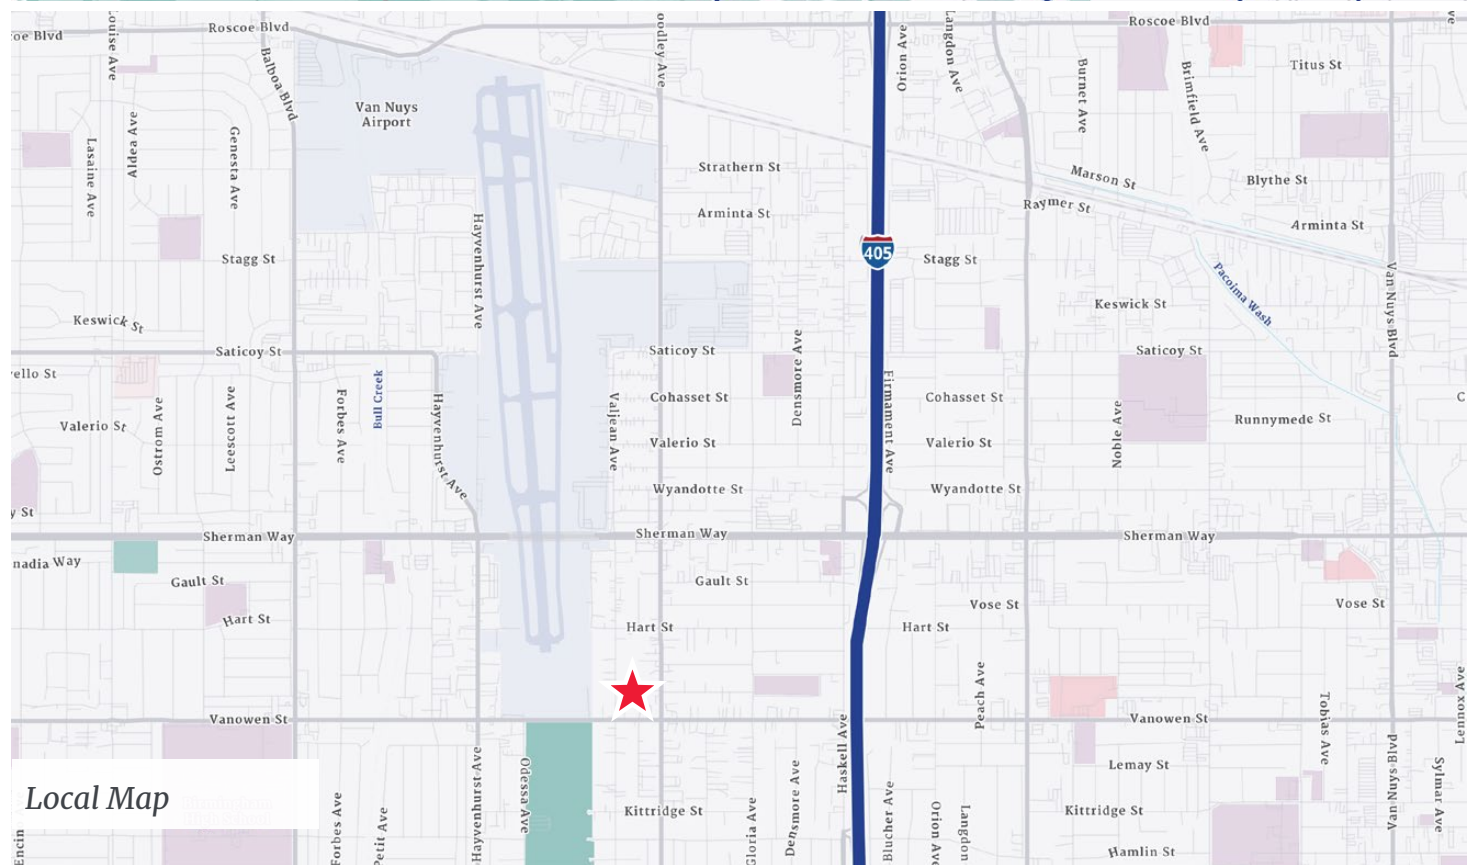 Roscoe Blvd
Roscoe Blvd
Balboa Blvd
Van Nuys
Airport
Orion Ave
Langdon Ave
Burnet Ave
Brimfield Ave
Titus St
Lasaine Ave
Aldea Ave
Genesta Ave
Strathern St
Marson St
Blythe St
Raymer St
Arminta St
Arminta St
Hayvenhurst Ave
Stagg St
405
Stagg St
Pacoima Wash
Van Nuys Blvd
Keswick St
Keswick St
Saticoy St
Saticoy St
Saticoy St
Densmore Ave
Firmament Ave
Bull Creek
Forbes Ave
Leescott Ave
Ostrom Ave
Valerio St
Hayvenhurst Ave
Valjean Ave
Cohasset St
Cohasset St
Noble Ave
Runnymede St
Valerio St
Valerio St
Wyandotte St
Wyandotte St
Sherman Way
Sherman Way
Sherman Way
Gault St
Gault St
Hart St
Hart St
Hart St
Vose St
Vose St
Peach Ave
Vanowen St
Vanowen St
Tobias Ave
Lennox Ave
Haskell Ave
Hayvenhurst Ave
Odessa Ave
Lemay St
Van Nuys Blvd
Sylmar Ave
Local Map
Forbes Ave
Petit Ave
Kittridge St
Gloria Ave
Densmore Ave
Blucher Ave
Orion Ave
Langdon
Kittridge St
Hamlin St